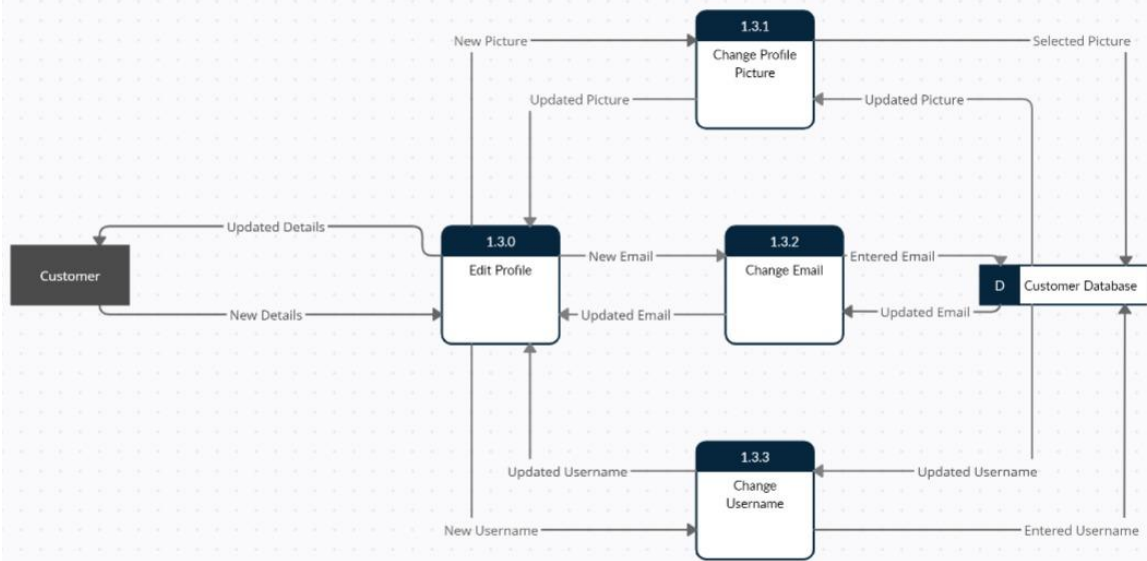 1.3.1
New Picture
Selected Picture
Change Profile
Picture
Updated Picture
Updated Picture
Updated Details
1.3.0
1.3.2
New Email
Entered Email
Edit Profile
Change Email
Customer
D
Customer Database
New Details
Updated Email
Updated Email
1.3.3
Updated Username
Updated Username
Change
Username
New Username
Entered Username